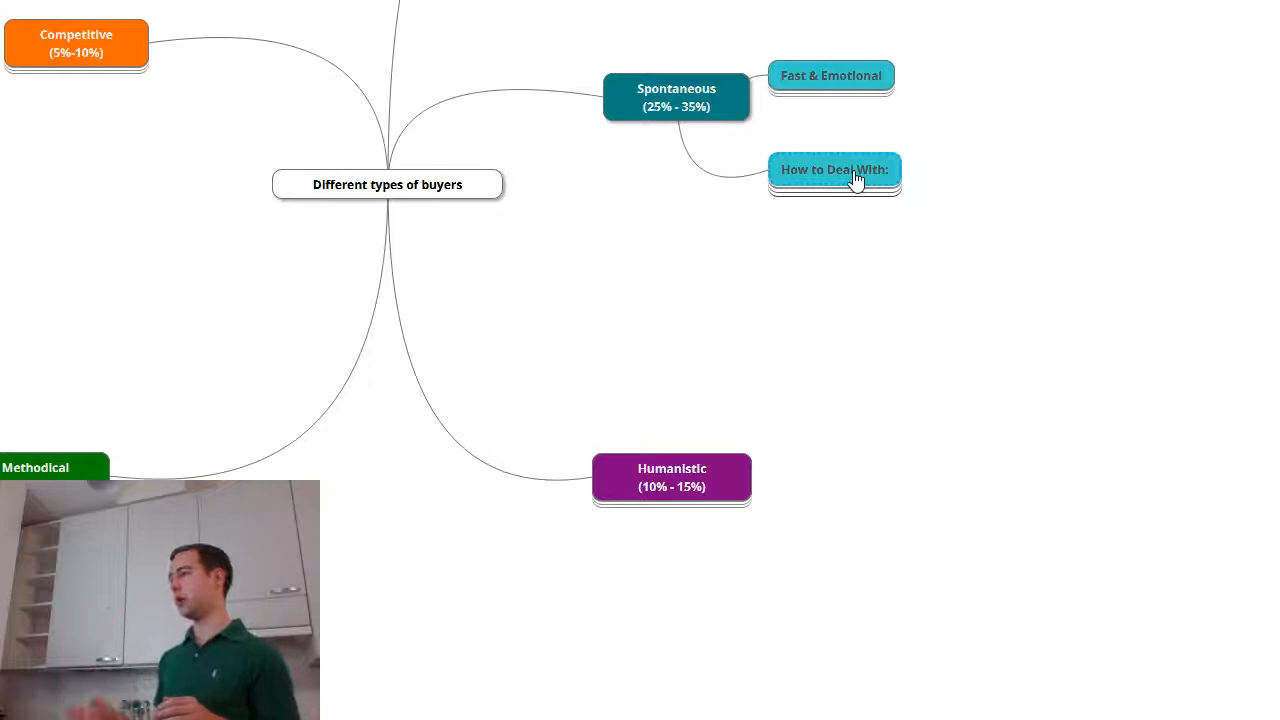 Competitive
(5%-10%)
Spontaneous
(25% - 35%)
Fast & Emotional
How to Deal With:
Different types of buyers
Methodical
Humanistic
(10% - 15%)